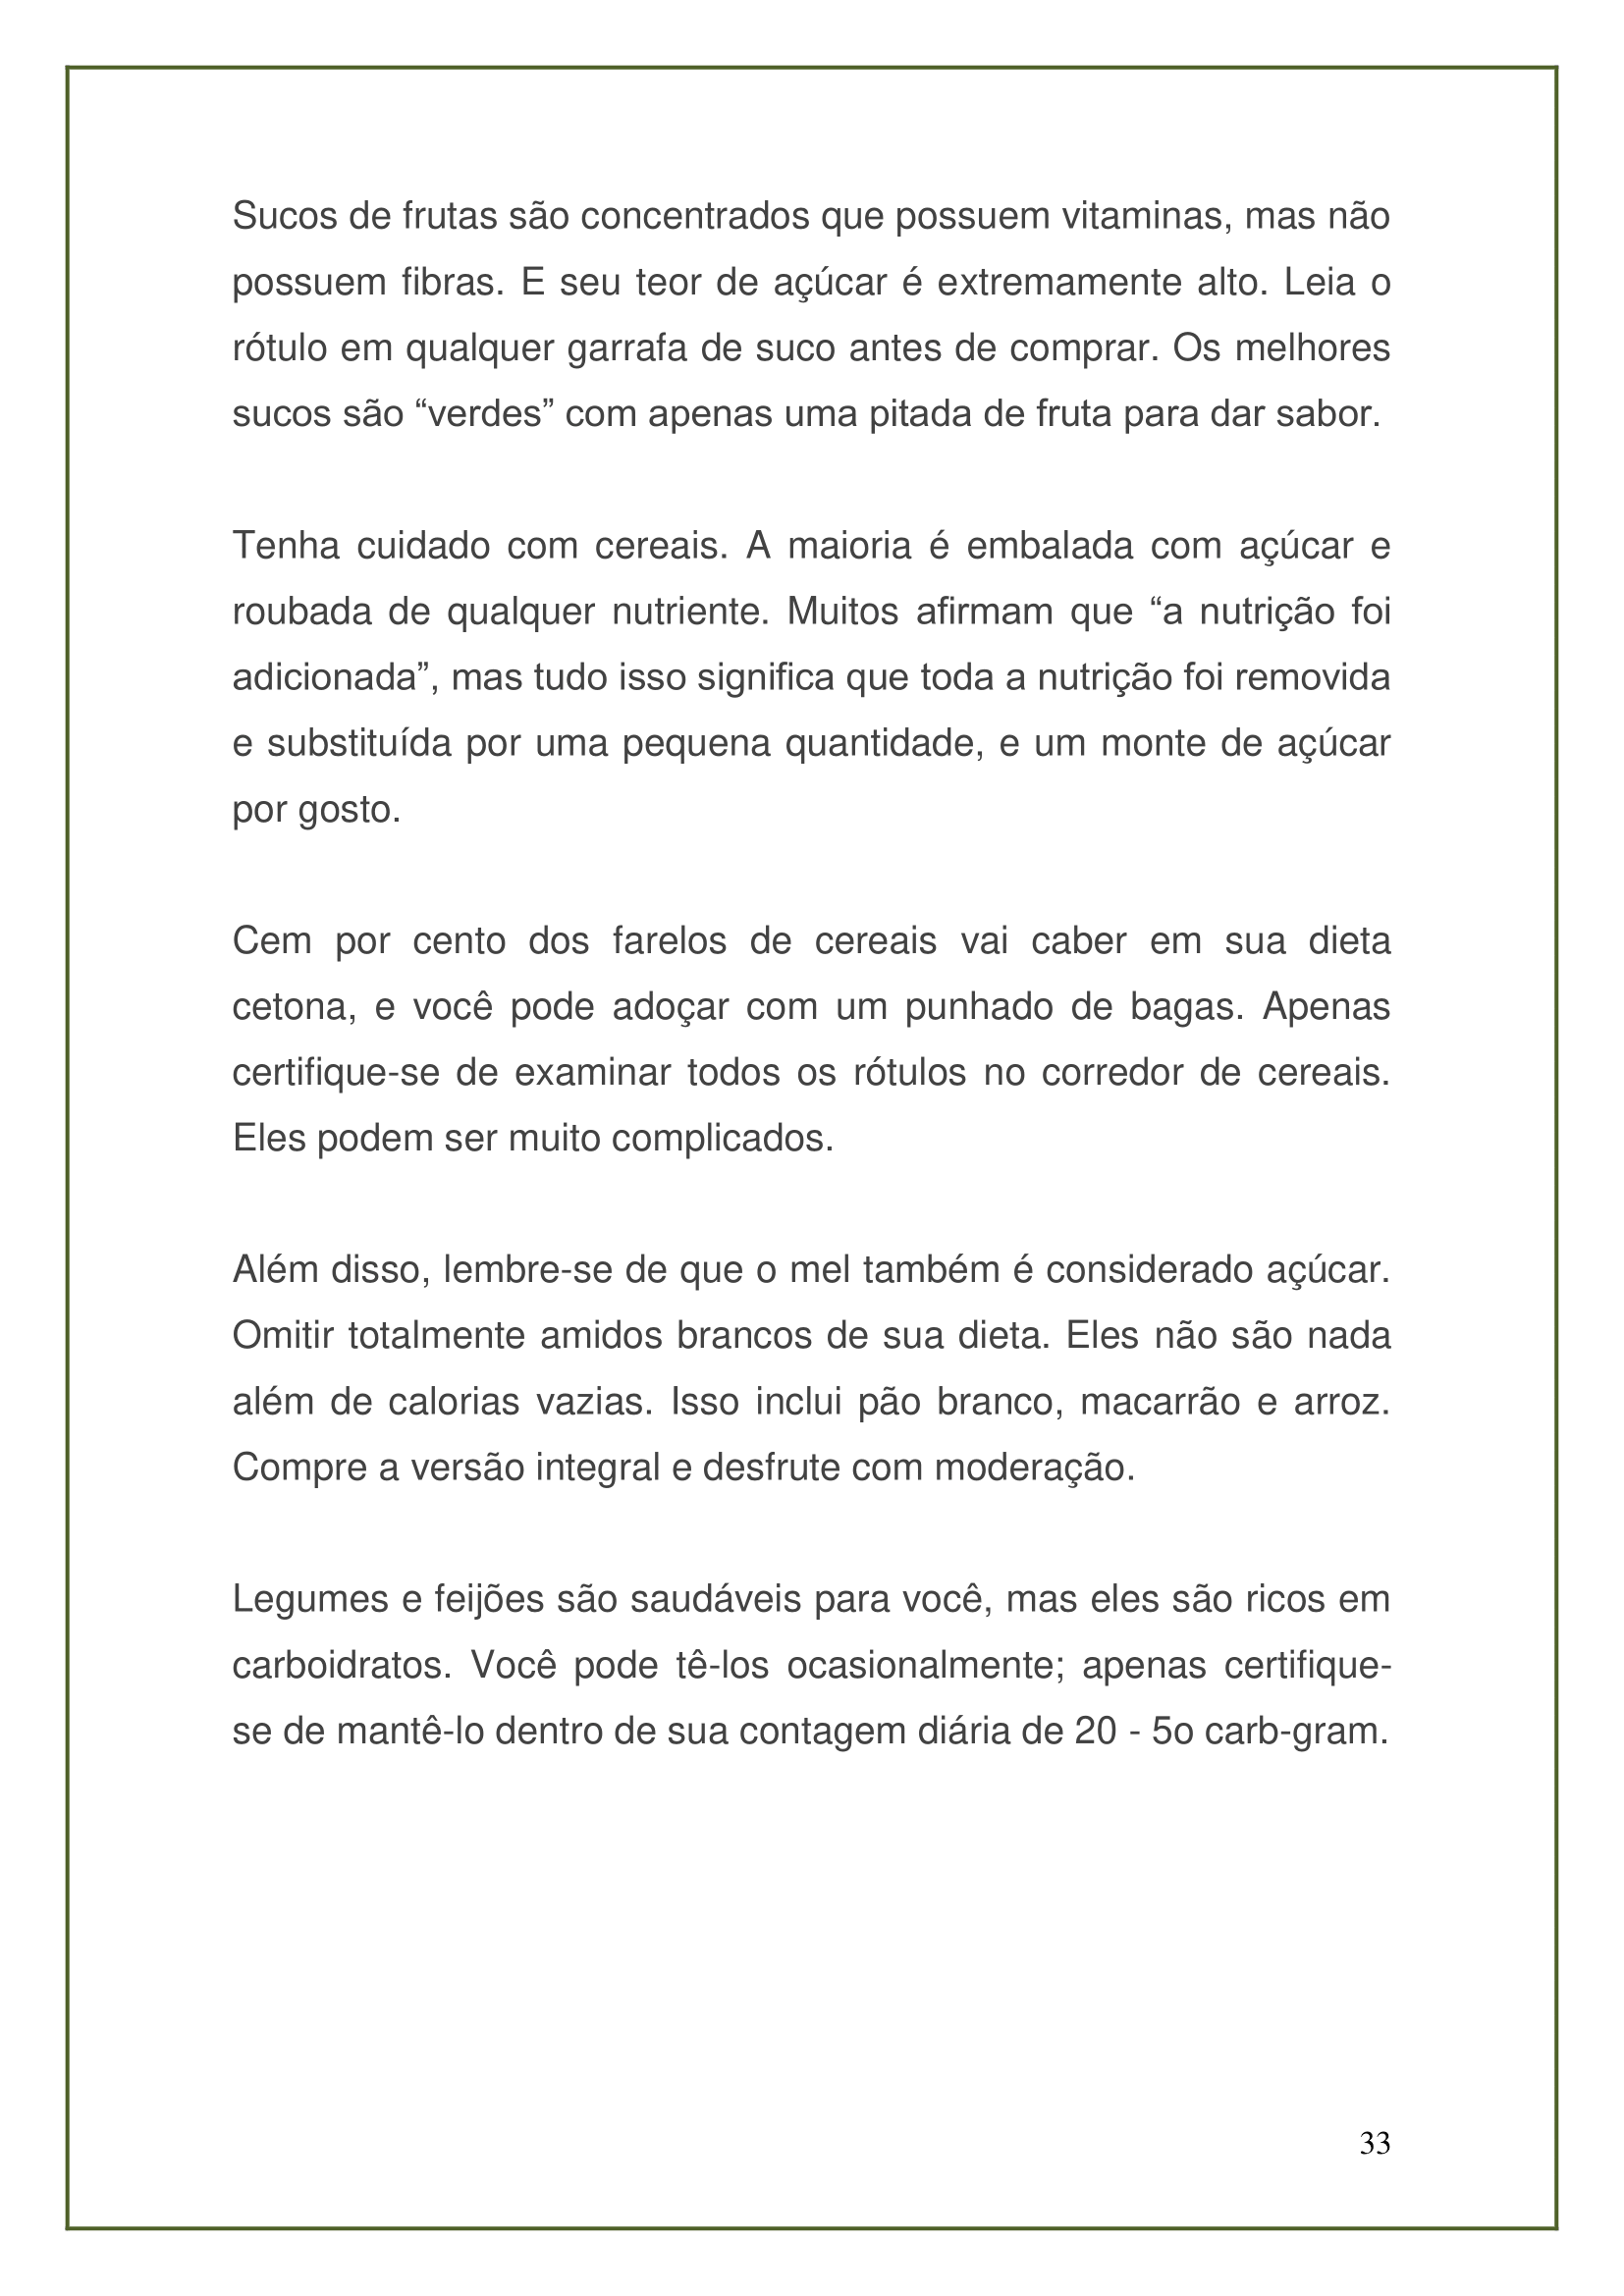 Sucos de frutas são concentrados que possuem vitaminas, mas não
possuem fibras. E seu teor de açúcar é extremamente alto. Leia o
rótulo em qualquer garrafa de suco antes de comprar. Os melhores
sucos são “verdes” com apenas uma pitada de fruta para dar sabor.
Tenha cuidado com cereais. A maioria é embalada com açúcar e
roubada de qualquer nutriente. Muitos afirmam que “a nutrição foi
adicionada”, mas tudo isso significa que toda a nutrição foi removida
e substituída por uma pequena quantidade, e um monte de açúcar
por gosto.
Cem por cento dos farelos de cereais vai caber em sua dieta
cetona, e você pode adoçar com um punhado de bagas. Apenas
certifique-se de examinar todos os rótulos no corredor de cereais.
Eles podem ser muito complicados.
Além disso, lembre-se de que o mel também é considerado açúcar.
Omitir totalmente amidos brancos de sua dieta. Eles não são nada
além de calorias vazias. Isso inclui pão branco, macarrão e arroz.
Compre a versão integral e desfrute com moderação.
Legumes e feijões são saudáveis para você, mas eles são ricos em
carboidratos. Você pode tê-los ocasionalmente; apenas certifique-
se de mantê-lo dentro de sua contagem diária de 20 - 5o carb-gram.
33